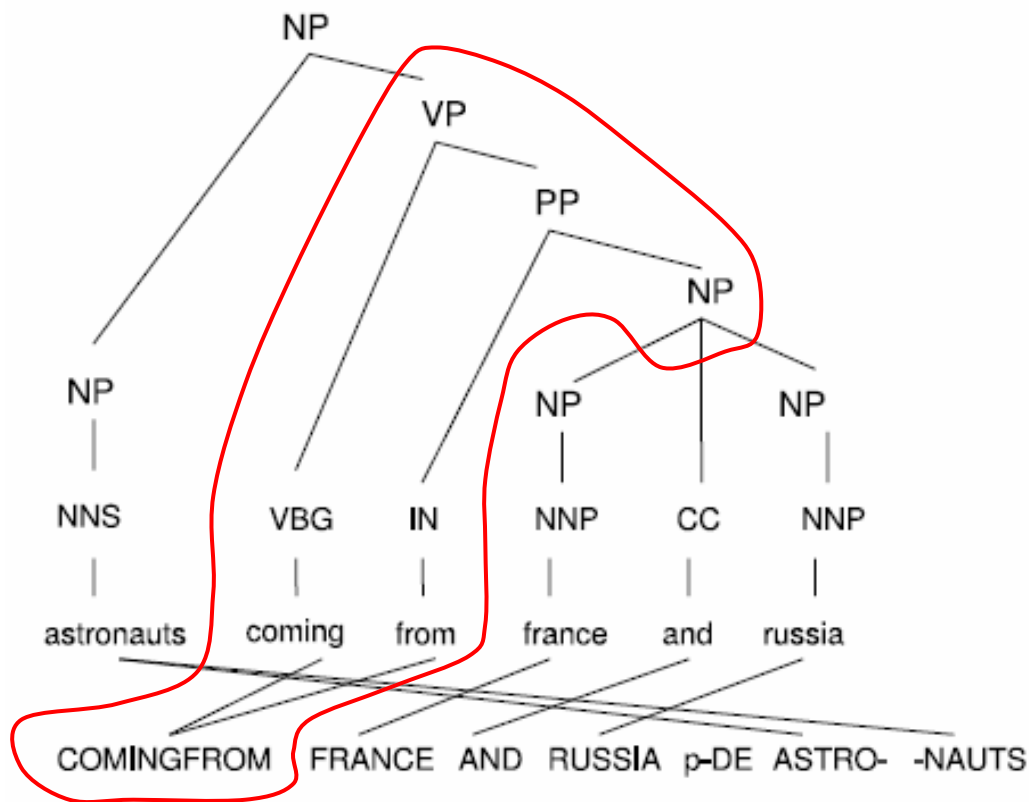 NP
VP
PP
NP
NP NP NP
NNS VBG IN NNP CC NNP
astronauts coming from france and russia
COMINGFROM FRANCE AND RUSSIA p-DE ASTRO- -NAUTS